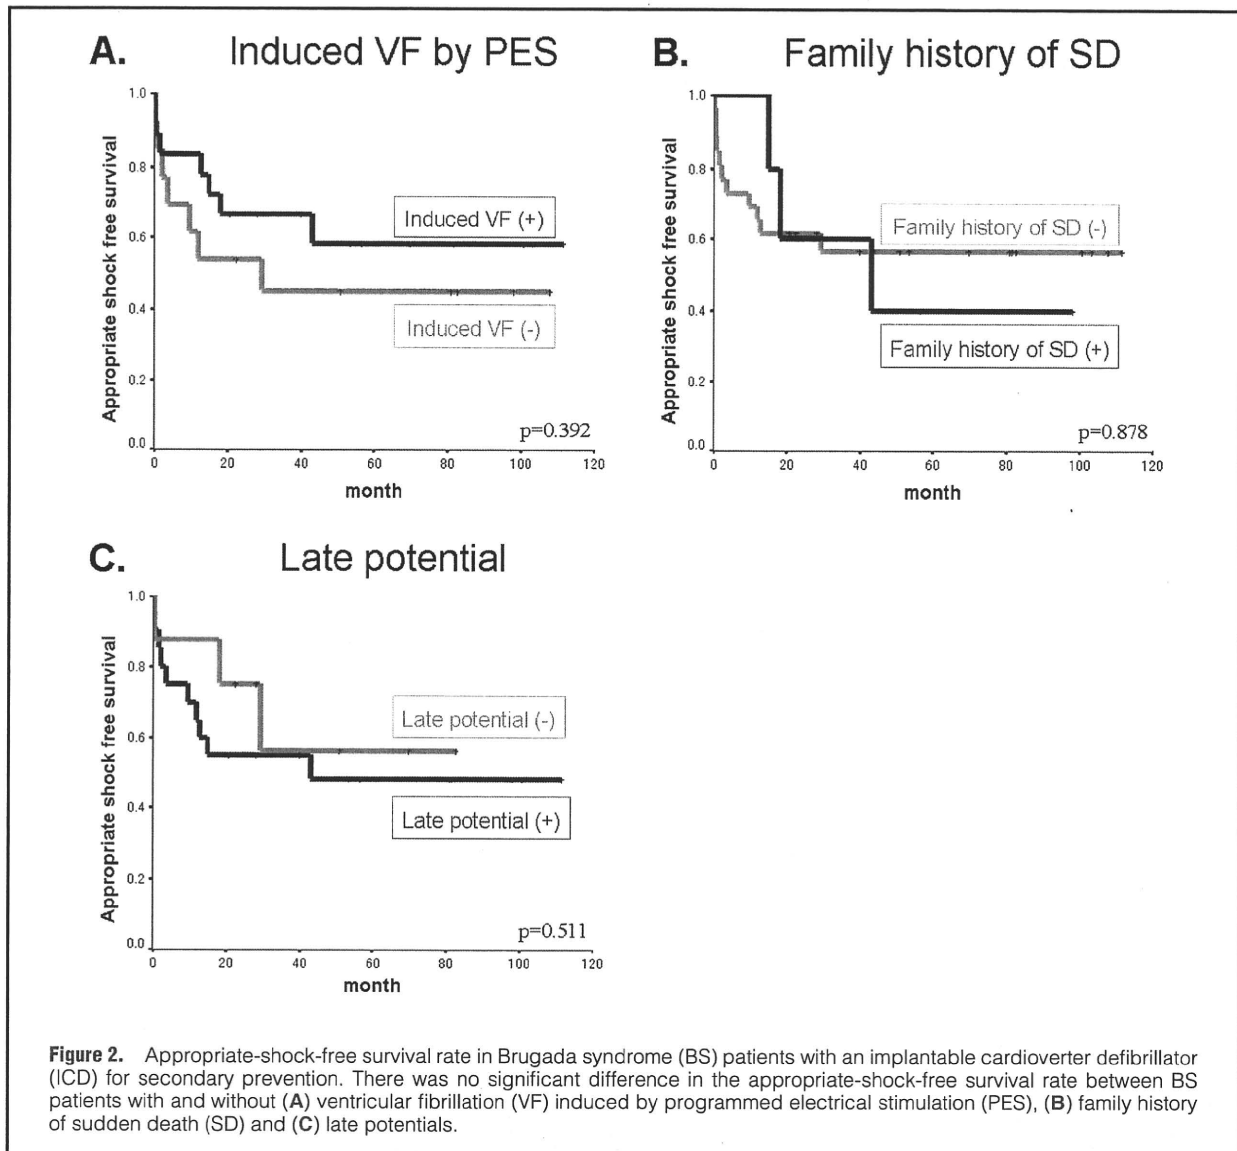 A. Induced VF by PES
Appropriate shock free survival
1.0
0.8
0.6
0.4
0.2
0.0
Induced VF (+)
Induced VF (-)
p=0.392
0 20 40 60 80 100 120
month
B. Family history of SD
Appropriate shock free survival
1.0
0.8
0.6
0.4
0.2
0.0
Family history of SD (-)
Family history of SD (+)
p=0.878
0 20 40 60 80 100 120
month
C. Late potential
Appropriate shock free survival
1.0
0.8
0.6
0.4
0.2
0.0
Late potential (-)
Late potential (+)
p=0.511
0 20 40 60 80 100 120
month
Figure 2. Appropriate-shock-free survival rate in Brugada syndrome (BS) patients with an implantable cardioverter defibrillator
(ICD) for secondary prevention. There was no significant difference in the appropriate-shock-free survival rate between BS
patients with and without (A) ventricular fibrillation (VF) induced by programmed electrical stimulation (PES), (B) family history
of sudden death (SD) and (C) late potentials.